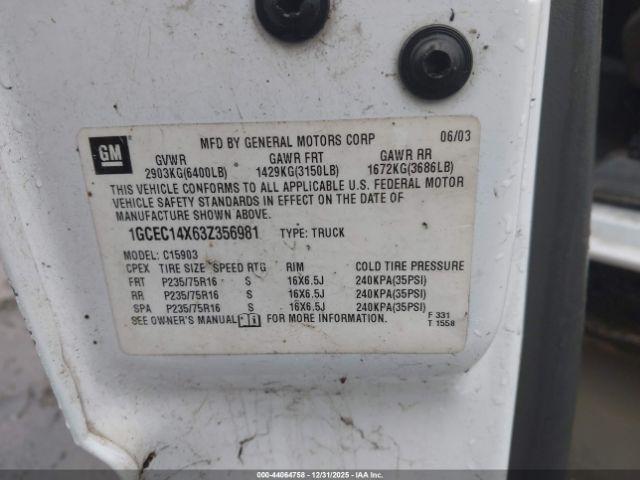 GM
MFD BY GENERAL MOTORS CORP 06/03
GVWR GAWR FRT GAWR RR
2903KG(6400LB) 1429KG(3150LB) 1672KG(3686LB)
THIS VEHICLE CONFORMS TO ALL APPLICABLE U.S. FEDERAL MOTOR
VEHICLE SAFETY STANDARDS IN EFFECT ON THE DATE OF
MANUFACTURE SHOWN ABOVE.
1GCEC14X63Z356981 TYPE: TRUCK
MODEL: C15903
CPEX TIRE SIZE SPEED RTG RIM COLD TIRE PRESSURE
FRT P235/75R16 S 16X6.5J 240KPA(35PSI)
RR P235/75R16 S 16X6.5J 240KPA(35PSI)
SPA P235/75R16 S 16X6.5J 240KPA(35PSI)
SEE OWNER'S MANUAL FOR MORE INFORMATION.
F 331
T 1558
00-44064758 - 12/31/2025 - © IAA Inc.